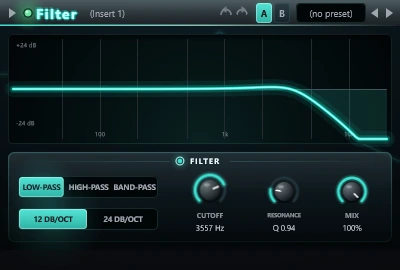 Filter (Insert 1) A B (no preset)
+24 dB
-24 dB
100 1k
FILTER
LOW-PASS HIGH-PASS BAND-PASS
12 DB/OCT 24 DB/OCT
CUTOFF RESONANCE MIX
3557 Hz Q 0.94 100%